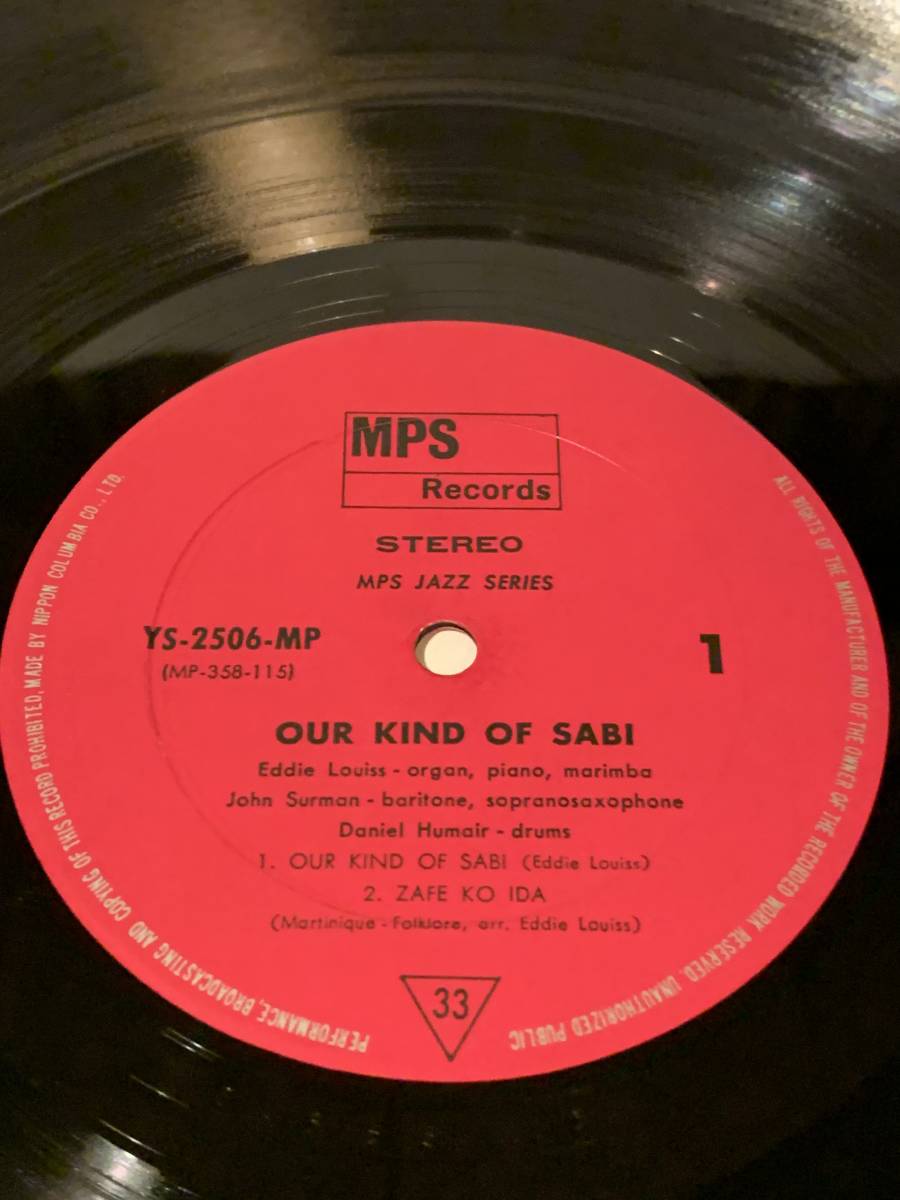 MPS
Records
STEREO
MPS JAZZ SERIES
YS-2506-MP
(MP-358-115)
1
OUR KIND OF SABI
Eddie Louiss - organ, piano, marimba
John Surman - baritone, sopranosaxophone
Daniel Humair - drums
1. OUR KIND OF SABI (Eddie Louiss)
2. ZAFE KO IDA
(Martinique - Folklore, arr. Eddie Louiss)
33
ALL RIGHTS OF THE MANUFACTURER AND OF THE OWNER OF THE RECORDED WORK RESERVED. UNAUTHORIZED PUBLIC PERFORMANCE, BROADCASTING AND COPYING OF THIS RECORD PROHIBITED, MADE BY NIPPON COLUMBIA CO., LTD.